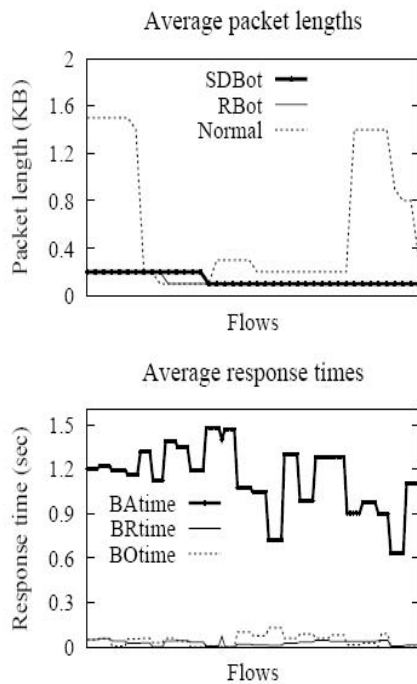 Average packet lengths
2
1.6
1.2
0.8
0.4
0
Packet length (KB)
SDBot
RBot
Normal
Flows
Average response times
1.5
1.2
0.9
0.6
0.3
0
Response time (sec)
BAtime
BRtime
BOtime
Flows